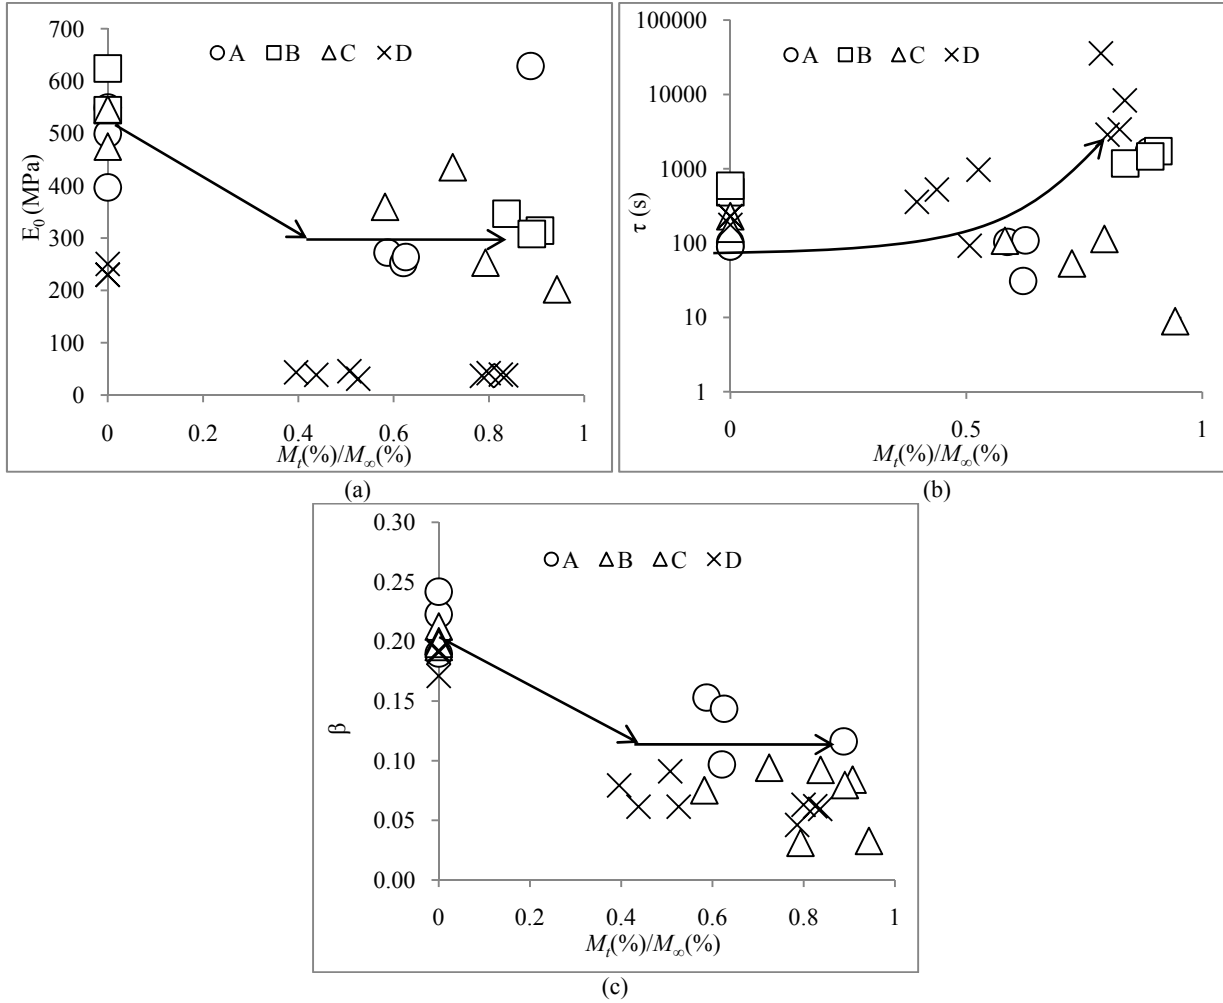 700
600
500
400
300
200
100
0
E₀ (MPa)
A B C D
0 0.2 0.4 0.6 0.8 1
Mₜ(%)/M∞(%)
(a)
100000
10000
1000
100
10
1
τ (s)
A B C D
0 0.5 1
Mₜ(%)/M∞(%)
(b)
0.30
0.25
0.20
0.15
0.10
0.05
0.00
β
A B C D
0 0.2 0.4 0.6 0.8 1
Mₜ(%)/M∞(%)
(c)